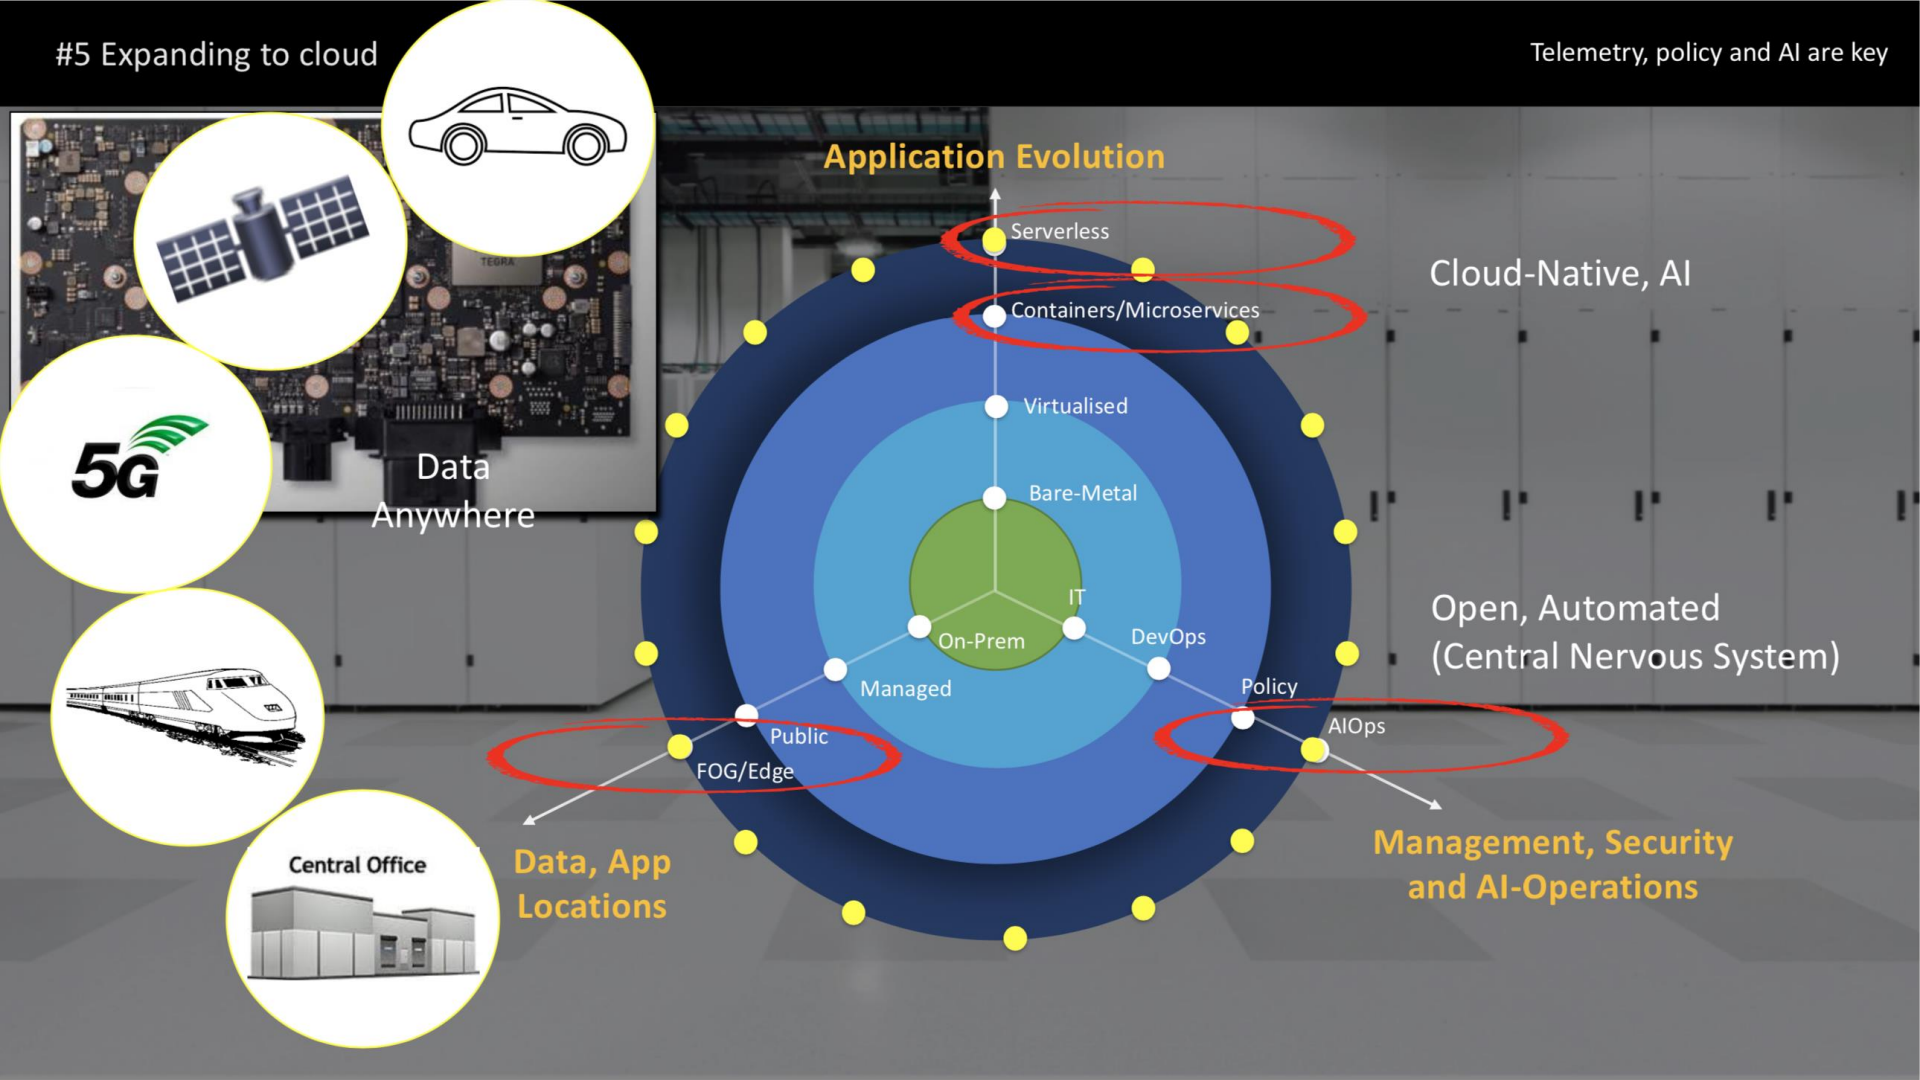 #5 Expanding to cloud
Telemetry, policy and AI are key
TEGRA
5G
Data
Anywhere
Central Office
Application Evolution
Serverless
Containers/Microservices
Virtualised
Bare-Metal
IT
On-Prem
DevOps
Managed
Policy
Public
AIOps
FOG/Edge
Cloud-Native, AI
Open, Automated
(Central Nervous System)
Data, App
Locations
Management, Security
and AI-Operations